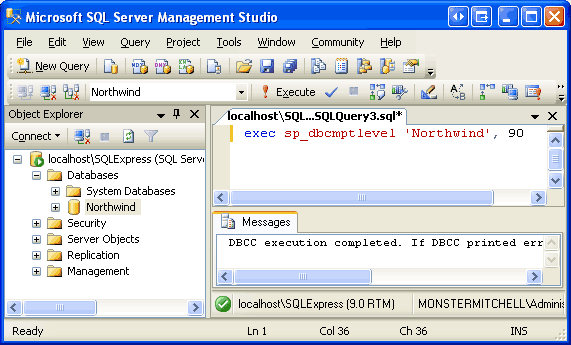 Microsoft SQL Server Management Studio
File Edit View Query Project Tools Window Community Help
New Query
Northwind Execute
Object Explorer
Connect
localhost\SQLExpress (SQL Serve
Databases
System Databases
Northwind
Security
Server Objects
Replication
Management
localhost\SQL...SQLQuery3.sql*
exec sp_dbcmptlevel 'Northwind', 90
Messages
DBCC execution completed. If DBCC printed err
localhost\SQLExpress (9.0 RTM) MONSTERMITCHELL\Adminis
Ready Ln 1 Col 36 Ch 36 INS